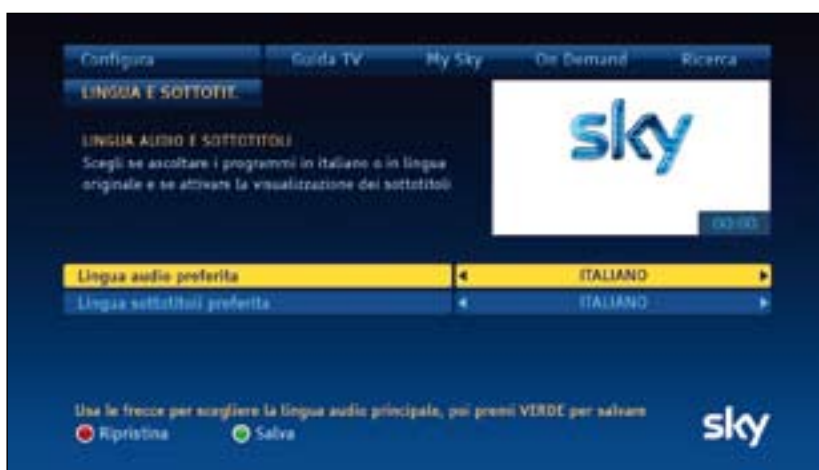 Configura Guida TV My Sky On Demand Ricerca
LINGUA E SOTTOTIT.
sky
LINGUA AUDIO E SOTTOTITOLI
Scegli se ascoltare i programmi in italiano o in lingua
originale e se attivare la visualizzazione dei sottotitoli
00:00
Lingua audio preferita ITALIANO
Lingua sottotitoli preferita ITALIANO
Usa le frecce per scegliere la lingua audio principale, poi premi VERDE per salvare
Ripristina Salva
sky